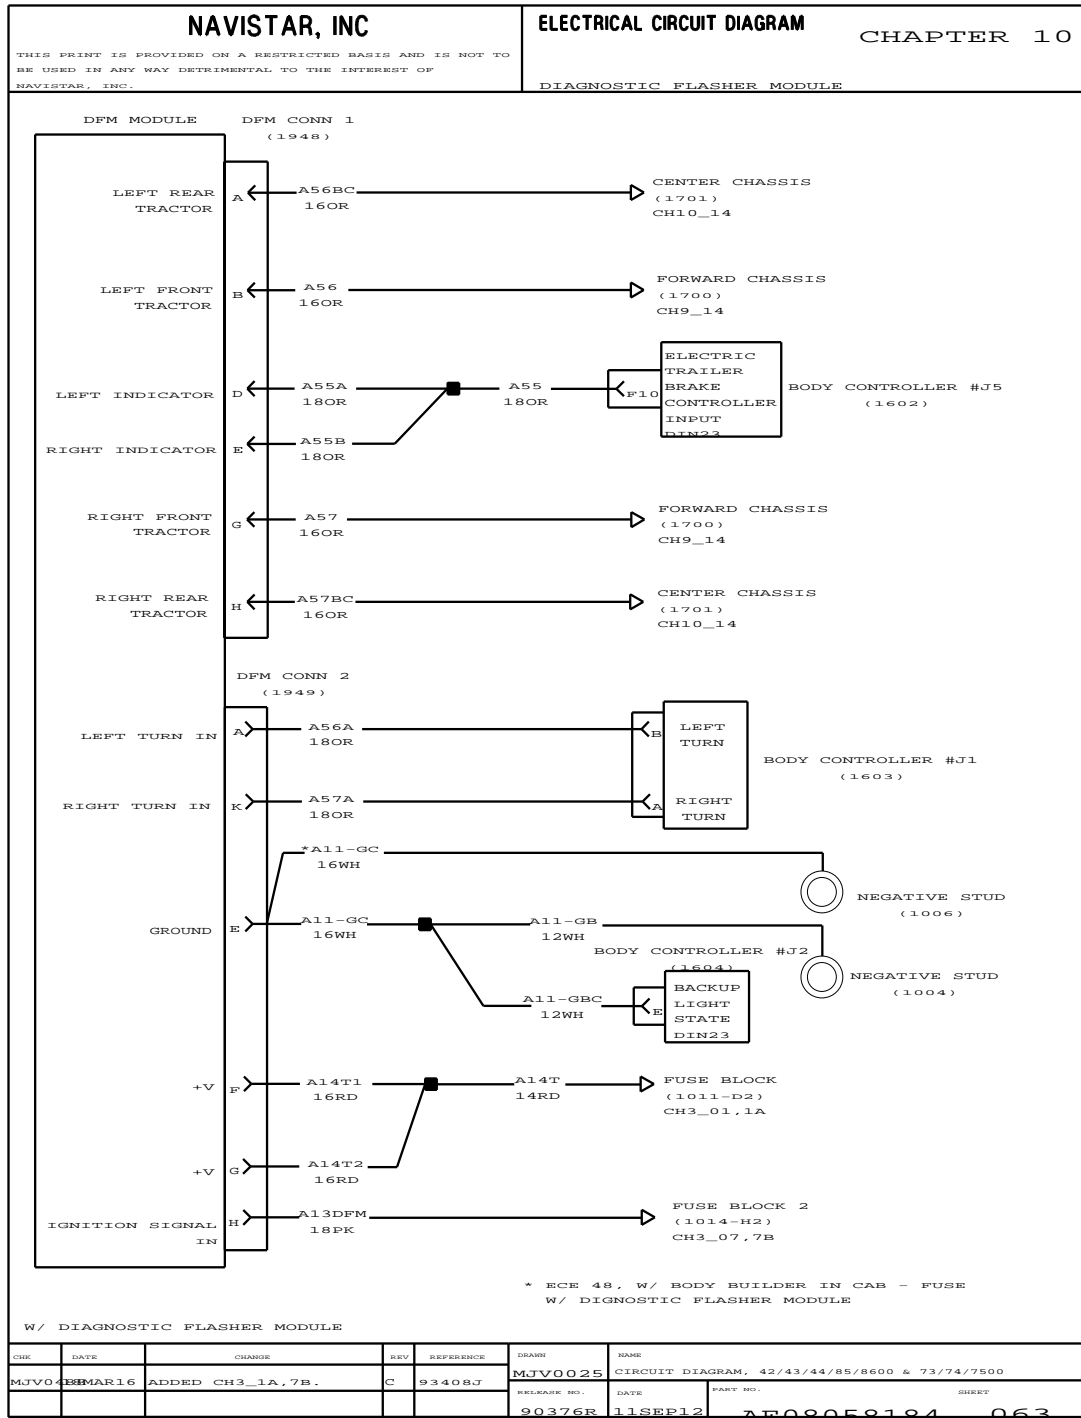 NAVISTAR, INC
THIS PRINT IS PROVIDED ON A RESTRICTED BASIS AND IS NOT TO
BE USED IN ANY WAY DETRIMENTAL TO THE INTEREST OF
NAVISTAR, INC.
ELECTRICAL CIRCUIT DIAGRAM
CHAPTER 10
DIAGNOSTIC FLASHER MODULE
DFM MODULE
DFM CONN 1
(1948)
LEFT REAR
TRACTOR
A
A56BC
16OR
CENTER CHASSIS
(1701)
CH10_14
LEFT FRONT
TRACTOR
B
A56
16OR
FORWARD CHASSIS
(1700)
CH9_14
LEFT INDICATOR
D
A55A
18OR
A55
18OR
F10
ELECTRIC
TRAILER
BRAKE
CONTROLLER
INPUT
DIN23
BODY CONTROLLER #J5
(1602)
RIGHT INDICATOR
E
A55B
18OR
RIGHT FRONT
TRACTOR
G
A57
16OR
FORWARD CHASSIS
(1700)
CH9_14
RIGHT REAR
TRACTOR
H
A57BC
16OR
CENTER CHASSIS
(1701)
CH10_14
DFM CONN 2
(1949)
LEFT TURN IN
A
A56A
18OR
B
LEFT
TURN
BODY CONTROLLER #J1
(1603)
RIGHT TURN IN
K
A57A
18OR
A
RIGHT
TURN
*A11-GC
16WH
NEGATIVE STUD
(1006)
GROUND
E
A11-GC
16WH
A11-GB
12WH
NEGATIVE STUD
(1004)
BODY CONTROLLER #J2
(1604)
A11-GBC
12WH
E
BACKUP
LIGHT
STATE
DIN23
+V
F
A14T1
16RD
A14T
14RD
FUSE BLOCK
(1011-D2)
CH3_01,1A
+V
G
A14T2
16RD
IGNITION SIGNAL
IN
H
A13DFM
18PK
FUSE BLOCK 2
(1014-H2)
CH3_07,7B
* ECE 48, W/ BODY BUILDER IN CAB - FUSE
W/ DIGNOSTIC FLASHER MODULE
W/ DIAGNOSTIC FLASHER MODULE
CHK DATE CHANGE REV REFERENCE
MAR16 ADDED CH3_1A,7B. C 93408J
DRAWN
MJV0025
NAME
CIRCUIT DIAGRAM, 42/43/44/85/8600 & 73/74/7500
RELEASE NO.
90376R
DATE
11SEP12
PART NO.
AE08058184
SHEET
063